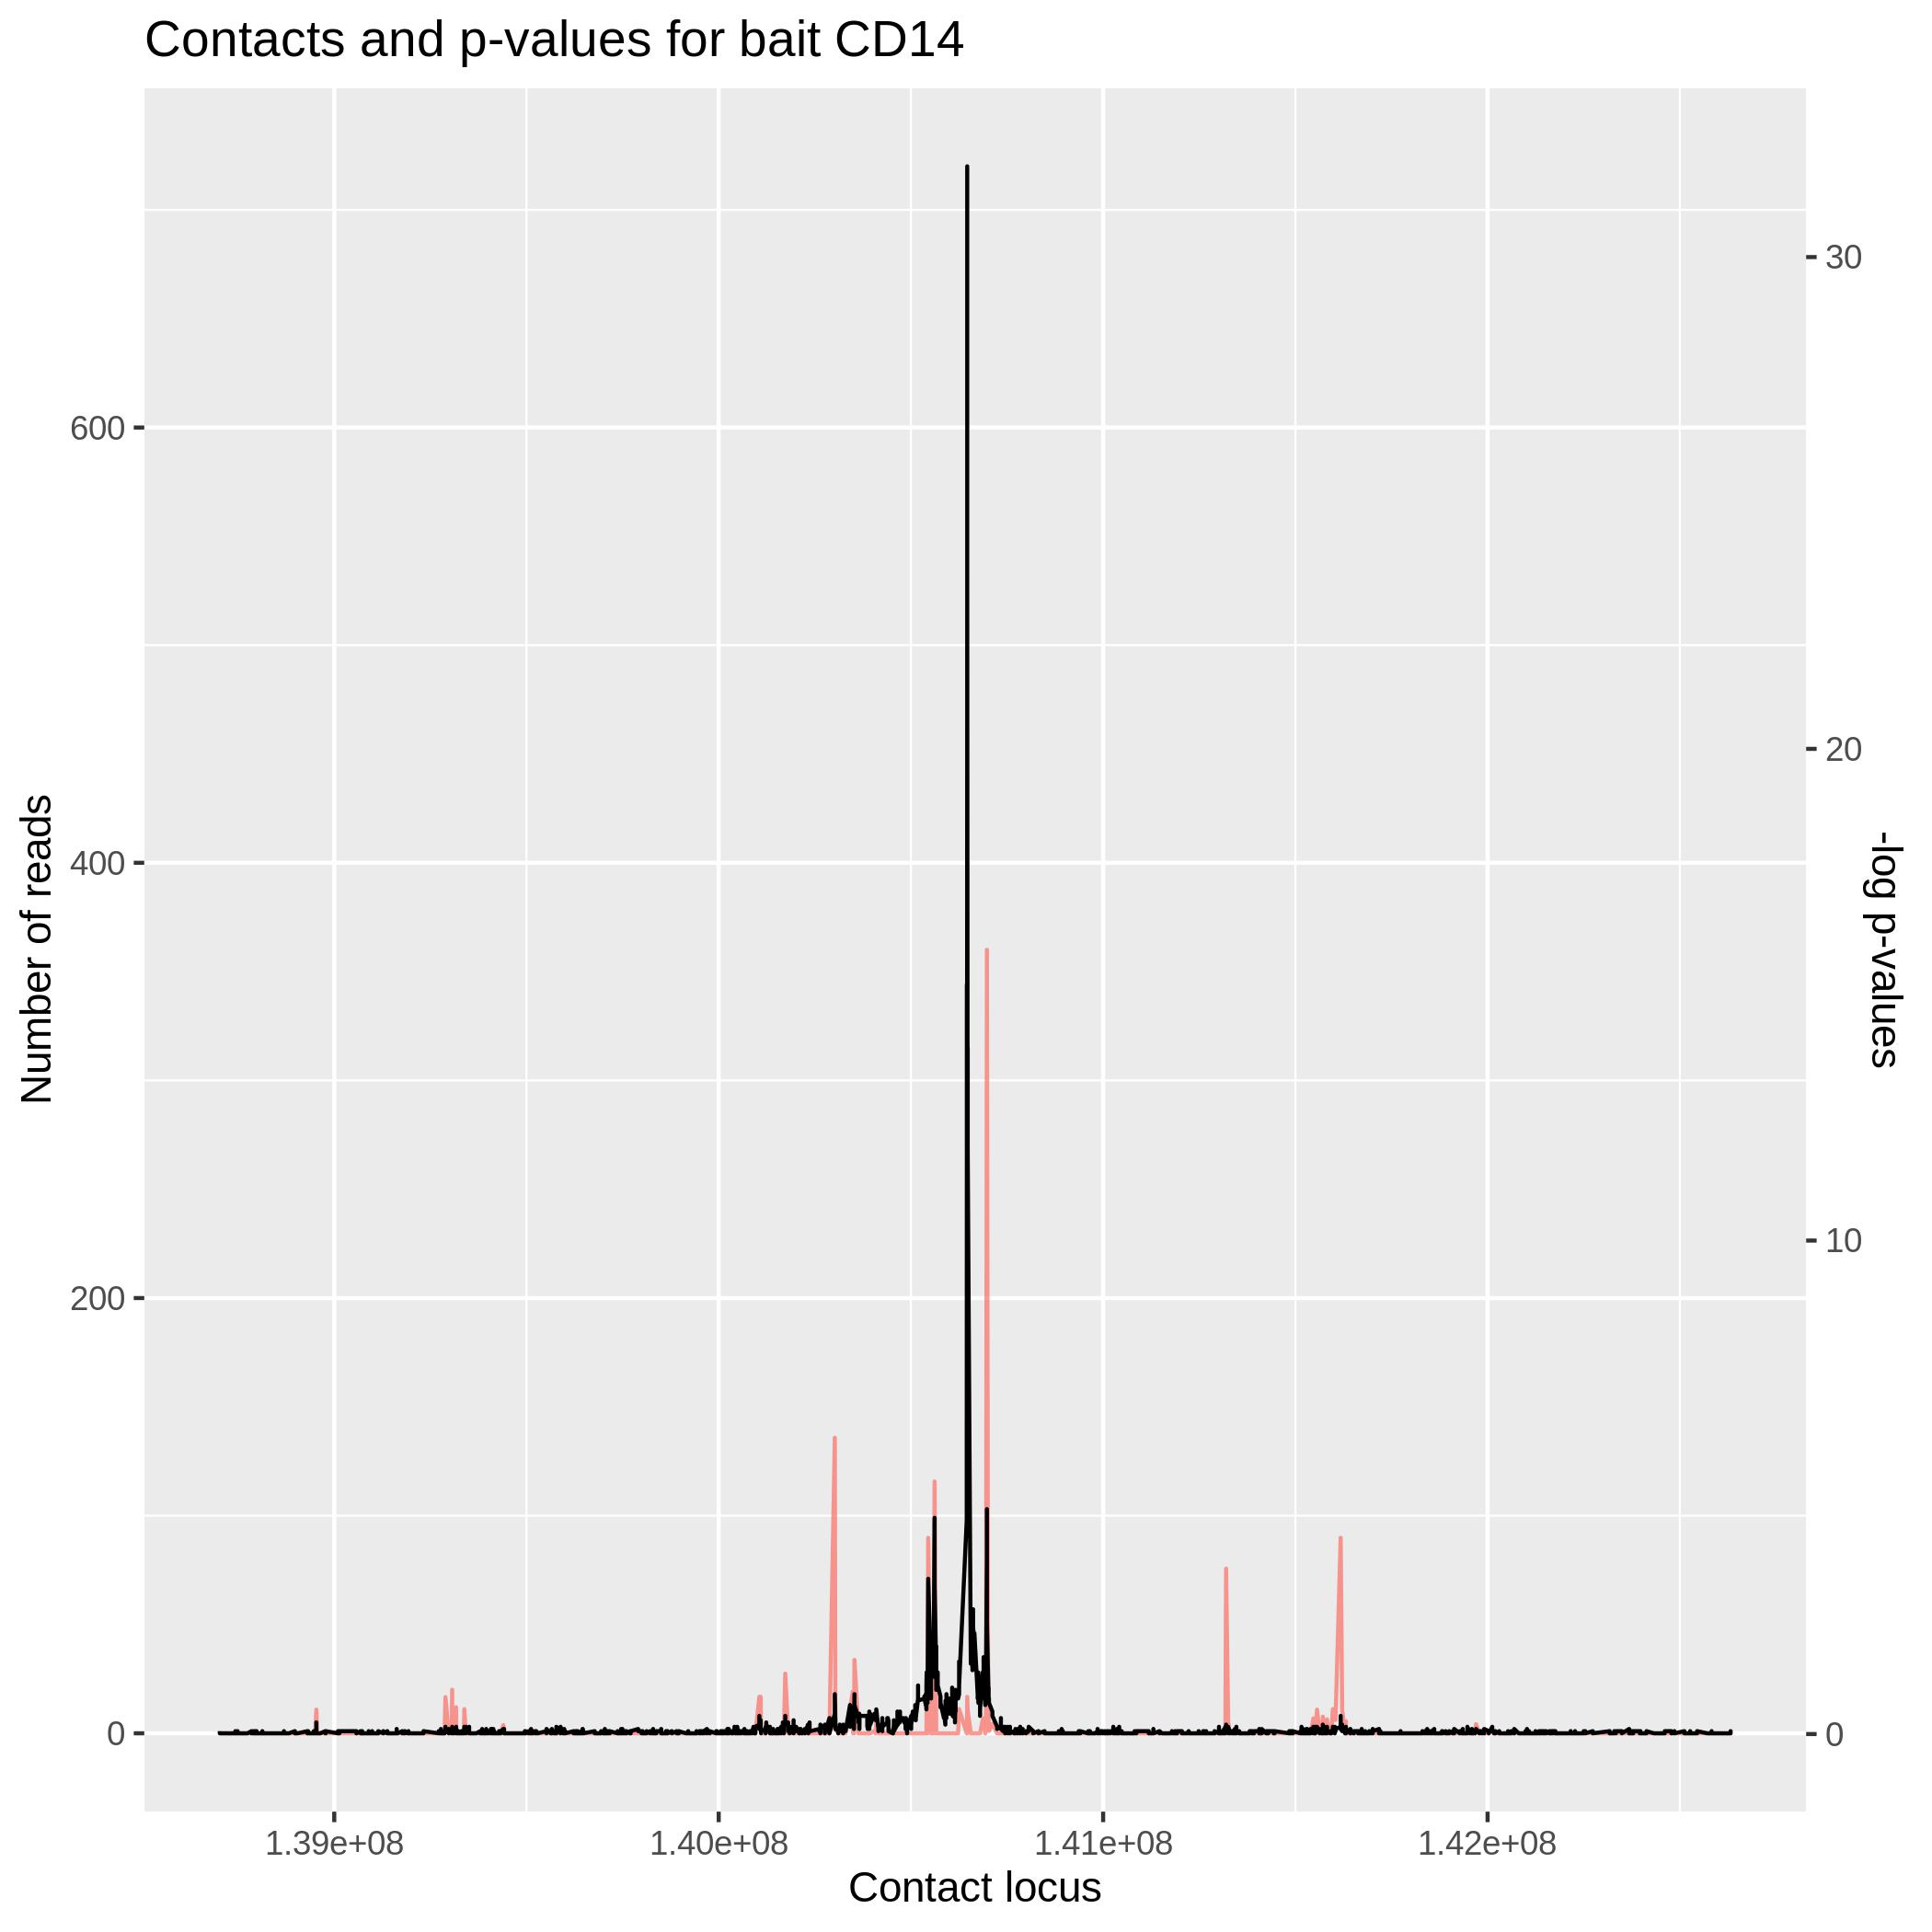 Contacts and p-values for bait CD14
Number of reads
600
400
200
0
30
20
10
0
-log p-values
1.39e+08 1.40e+08 1.41e+08 1.42e+08
Contact locus